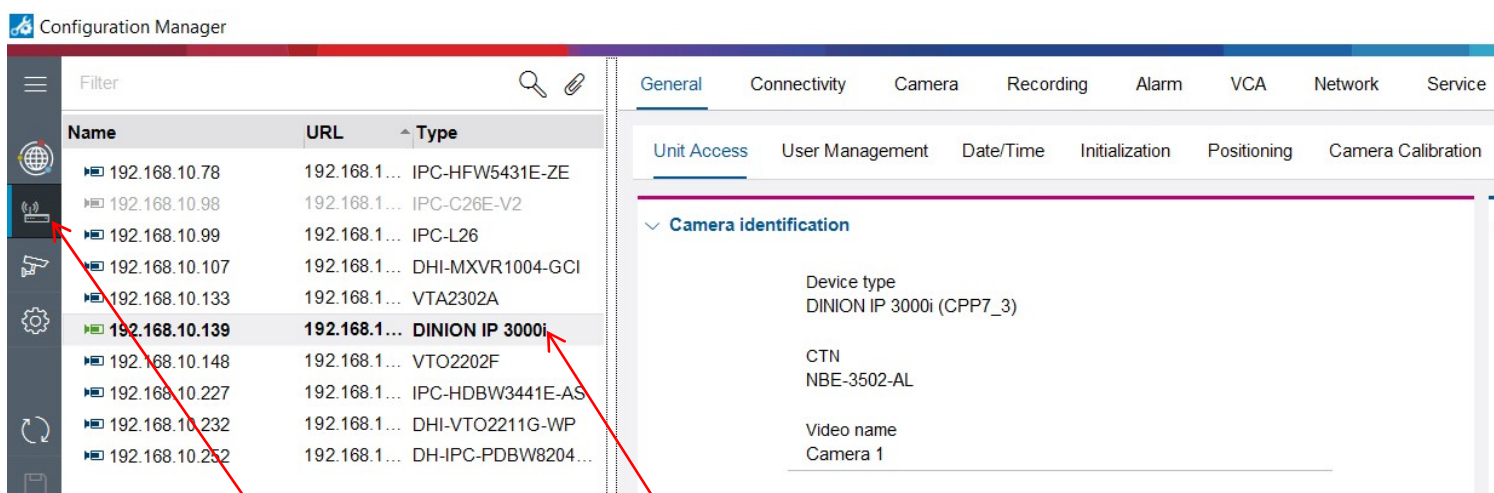 Configuration Manager
Filter
General Connectivity Camera Recording Alarm VCA Network Service
Name URL Type
Unit Access User Management Date/Time Initialization Positioning Camera Calibration
192.168.10.78 192.168.1... IPC-HFW5431E-ZE
192.168.10.98 192.168.1... IPC-C26E-V2
192.168.10.99 192.168.1... IPC-L26
192.168.10.107 192.168.1... DHI-MXVR1004-GCI
192.168.10.133 192.168.1... VTA2302A
192.168.10.139 192.168.1... DINION IP 3000i
192.168.10.148 192.168.1... VTO2202F
192.168.10.227 192.168.1... IPC-HDBW3441E-AS
192.168.10.232 192.168.1... DHI-VTO2211G-WP
192.168.10.252 192.168.1... DH-IPC-PDBW8204...
Camera identification
Device type
DINION IP 3000i (CPP7_3)
CTN
NBE-3502-AL
Video name
Camera 1